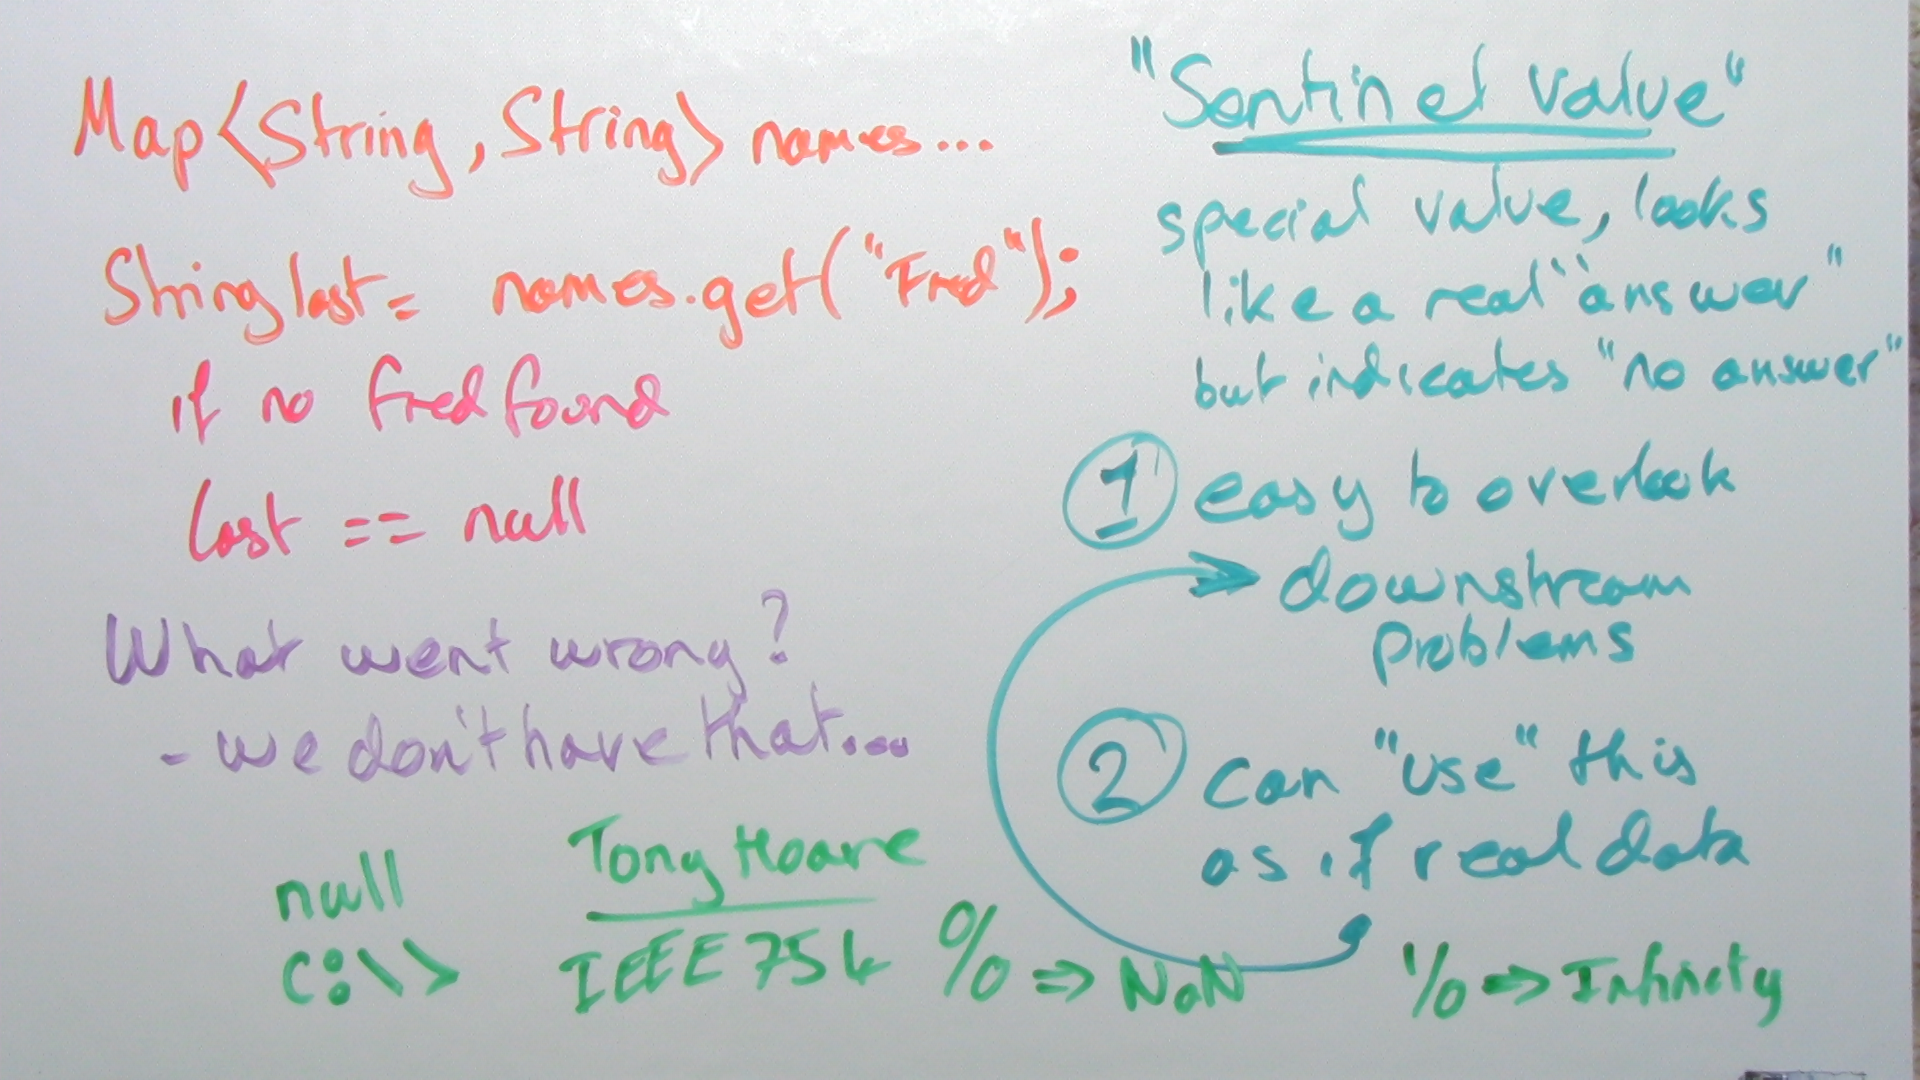 Map<String, String> names...
String last = names.get("Fred");
if no Fred found
last == null
What went wrong?
- we don't have that...
null
C:\>
Tony Hoare
IEEE 754 0/0 => NaN 1/0 => Infinity
"Sentinel value"
special value, looks
like a real "answer"
but indicates "no answer"
1 easy to overlook
downstream
problems
2 can "use" this
as if real data